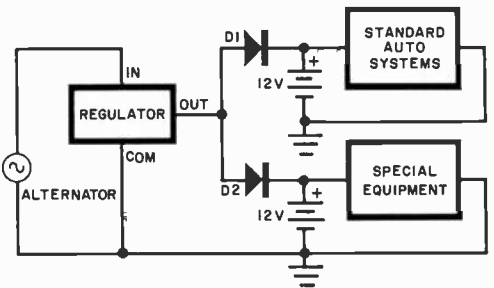 D1
STANDARD
AUTO
SYSTEMS
+
12V
IN
REGULATOR
OUT
COM
ALTERNATOR
D2
SPECIAL
EQUIPMENT
+
12V